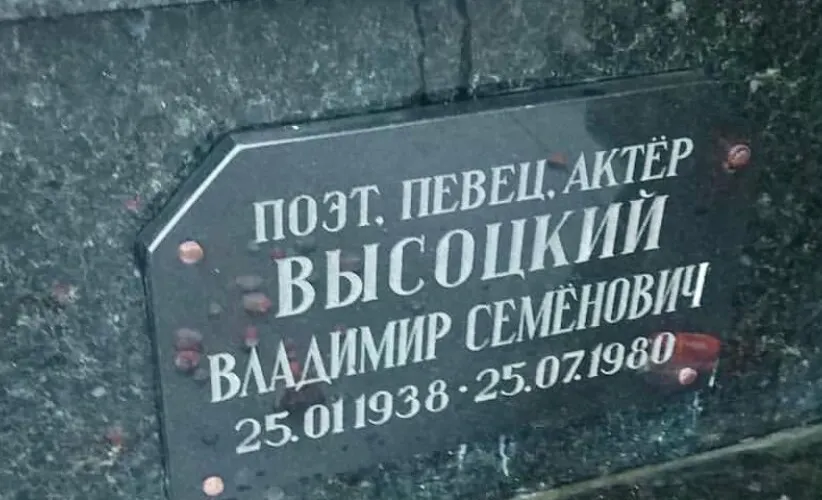 ПОЭТ, ПЕВЕЦ, АКТЁР
ВЫСОЦКИЙ
ВЛАДИМИР СЕМЁНОВИЧ
25.01 1938 · 25.07.1980